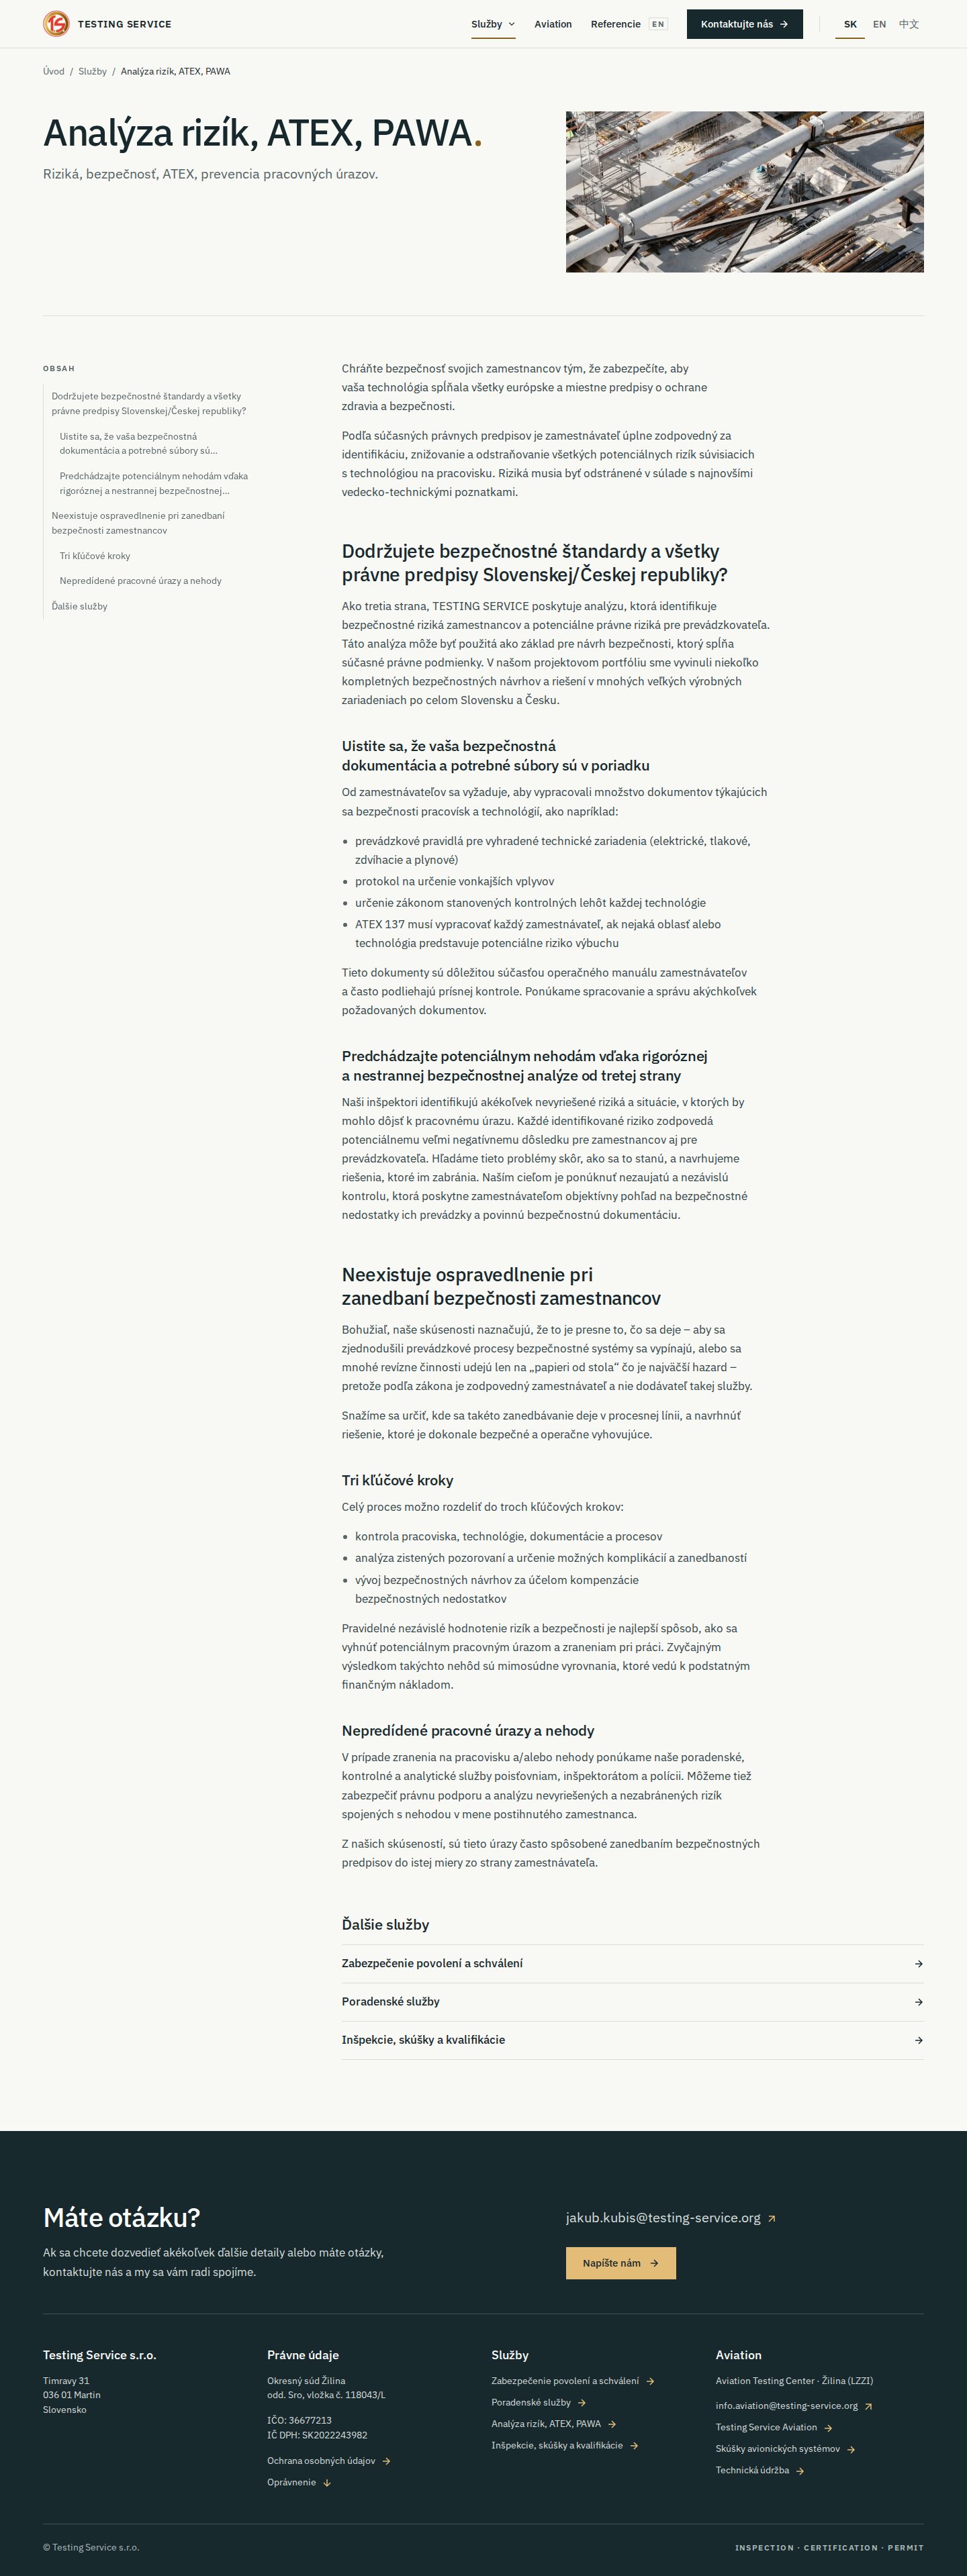 TESTING SERVICE
Služby
Aviation
Referencie EN
Kontaktujte nás →
SK EN 中文
Úvod / Služby / Analýza rizík, ATEX, PAWA
Analýza rizík, ATEX, PAWA.
Riziká, bezpečnosť, ATEX, prevencia pracovných úrazov.
OBSAH
Dodržujete bezpečnostné štandardy a všetky
právne predpisy Slovenskej/Českej republiky?
Uistite sa, že vaša bezpečnostná
dokumentácia a potrebné súbory sú…
Predchádzajte potenciálnym nehodám vďaka
rigoróznej a nestrannej bezpečnostnej…
Neexistuje ospravedlnenie pri zanedbaní
bezpečnosti zamestnancov
Tri kľúčové kroky
Nepredídené pracovné úrazy a nehody
Ďalšie služby
Chráňte bezpečnosť svojich zamestnancov tým, že zabezpečíte, aby
vaša technológia spĺňala všetky európske a miestne predpisy o ochrane
zdravia a bezpečnosti.
Podľa súčasných právnych predpisov je zamestnávateľ úplne zodpovedný za
identifikáciu, znižovanie a odstraňovanie všetkých potenciálnych rizík súvisiacich
s technológiou na pracovisku. Riziká musia byť odstránené v súlade s najnovšími
vedecko-technickými poznatkami.
Dodržujete bezpečnostné štandardy a všetky
právne predpisy Slovenskej/Českej republiky?
Ako tretia strana, TESTING SERVICE poskytuje analýzu, ktorá identifikuje
bezpečnostné riziká zamestnancov a potenciálne právne riziká pre prevádzkovateľa.
Táto analýza môže byť použitá ako základ pre návrh bezpečnosti, ktorý spĺňa
súčasné právne podmienky. V našom projektovom portfóliu sme vyvinuli niekoľko
kompletných bezpečnostných návrhov a riešení v mnohých veľkých výrobných
zariadeniach po celom Slovensku a Česku.
Uistite sa, že vaša bezpečnostná
dokumentácia a potrebné súbory sú v poriadku
Od zamestnávateľov sa vyžaduje, aby vypracovali množstvo dokumentov týkajúcich
sa bezpečnosti pracovísk a technológií, ako napríklad:
• prevádzkové pravidlá pre vyhradené technické zariadenia (elektrické, tlakové,
zdvíhacie a plynové)
• protokol na určenie vonkajších vplyvov
• určenie zákonom stanovených kontrolných lehôt každej technológie
• ATEX 137 musí vypracovať každý zamestnávateľ, ak nejaká oblasť alebo
technológia predstavuje potenciálne riziko výbuchu
Tieto dokumenty sú dôležitou súčasťou operačného manuálu zamestnávateľov
a často podliehajú prísnej kontrole. Ponúkame spracovanie a správu akýchkoľvek
požadovaných dokumentov.
Predchádzajte potenciálnym nehodám vďaka rigoróznej
a nestrannej bezpečnostnej analýze od tretej strany
Naši inšpektori identifikujú akékoľvek nevyriešené riziká a situácie, v ktorých by
mohlo dôjsť k pracovnému úrazu. Každé identifikované riziko zodpovedá
potenciálnemu veľmi negatívnemu dôsledku pre zamestnancov aj pre
prevádzkovateľa. Hľadáme tieto problémy skôr, ako sa to stanú, a navrhujeme
riešenia, ktoré im zabránia. Naším cieľom je ponúknuť nezaujatú a nezávislú
kontrolu, ktorá poskytne zamestnávateľom objektívny pohľad na bezpečnostné
nedostatky ich prevádzky a povinnú bezpečnostnú dokumentáciu.
Neexistuje ospravedlnenie pri
zanedbaní bezpečnosti zamestnancov
Bohužiaľ, naše skúsenosti naznačujú, že to je presne to, čo sa deje – aby sa
zjednodušili prevádzkové procesy bezpečnostné systémy sa vypínajú, alebo sa
mnohé revízne činnosti udejú len na „papieri od stola“ čo je najväčší hazard –
pretože podľa zákona je zodpovedný zamestnávateľ a nie dodávateľ takej služby.
Snažíme sa určiť, kde sa takéto zanedbávanie deje v procesnej línii, a navrhnúť
riešenie, ktoré je dokonale bezpečné a operačne vyhovujúce.
Tri kľúčové kroky
Celý proces možno rozdeliť do troch kľúčových krokov:
• kontrola pracoviska, technológie, dokumentácie a procesov
• analýza zistených pozorovaní a určenie možných komplikácií a zanedbaností
• vývoj bezpečnostných návrhov za účelom kompenzácie
bezpečnostných nedostatkov
Pravidelné nezávislé hodnotenie rizík a bezpečnosti je najlepší spôsob, ako sa
vyhnúť potenciálnym pracovným úrazom a zraneniam pri práci. Zvyčajným
výsledkom takýchto nehôd sú mimosúdne vyrovnania, ktoré vedú k podstatným
finančným nákladom.
Nepredídené pracovné úrazy a nehody
V prípade zranenia na pracovisku a/alebo nehody ponúkame naše poradenské,
kontrolné a analytické služby poisťovniam, inšpektorátom a polícii. Môžeme tiež
zabezpečiť právnu podporu a analýzu nevyriešených a nezabránených rizík
spojených s nehodou v mene postihnutého zamestnanca.
Z našich skúseností, sú tieto úrazy často spôsobené zanedbaním bezpečnostných
predpisov do istej miery zo strany zamestnávateľa.
Ďalšie služby
Zabezpečenie povolení a schválení →
Poradenské služby →
Inšpekcie, skúšky a kvalifikácie →
Máte otázku?
Ak sa chcete dozvedieť akékoľvek ďalšie detaily alebo máte otázky,
kontaktujte nás a my sa vám radi spojíme.
jakub.kubis@testing-service.org ↗
Napíšte nám →
Testing Service s.r.o.
Timravy 31
036 01 Martin
Slovensko
Právne údaje
Okresný súd Žilina
odd. Sro, vložka č. 118043/L
IČO: 36677213
IČ DPH: SK2022243982
Ochrana osobných údajov →
Oprávnenie ↓
Služby
Zabezpečenie povolení a schválení →
Poradenské služby →
Analýza rizík, ATEX, PAWA →
Inšpekcie, skúšky a kvalifikácie →
Aviation
Aviation Testing Center · Žilina (LZZI)
info.aviation@testing-service.org ↗
Testing Service Aviation →
Skúšky avionických systémov →
Technická údržba →
© Testing Service s.r.o.
INSPECTION · CERTIFICATION · PERMIT